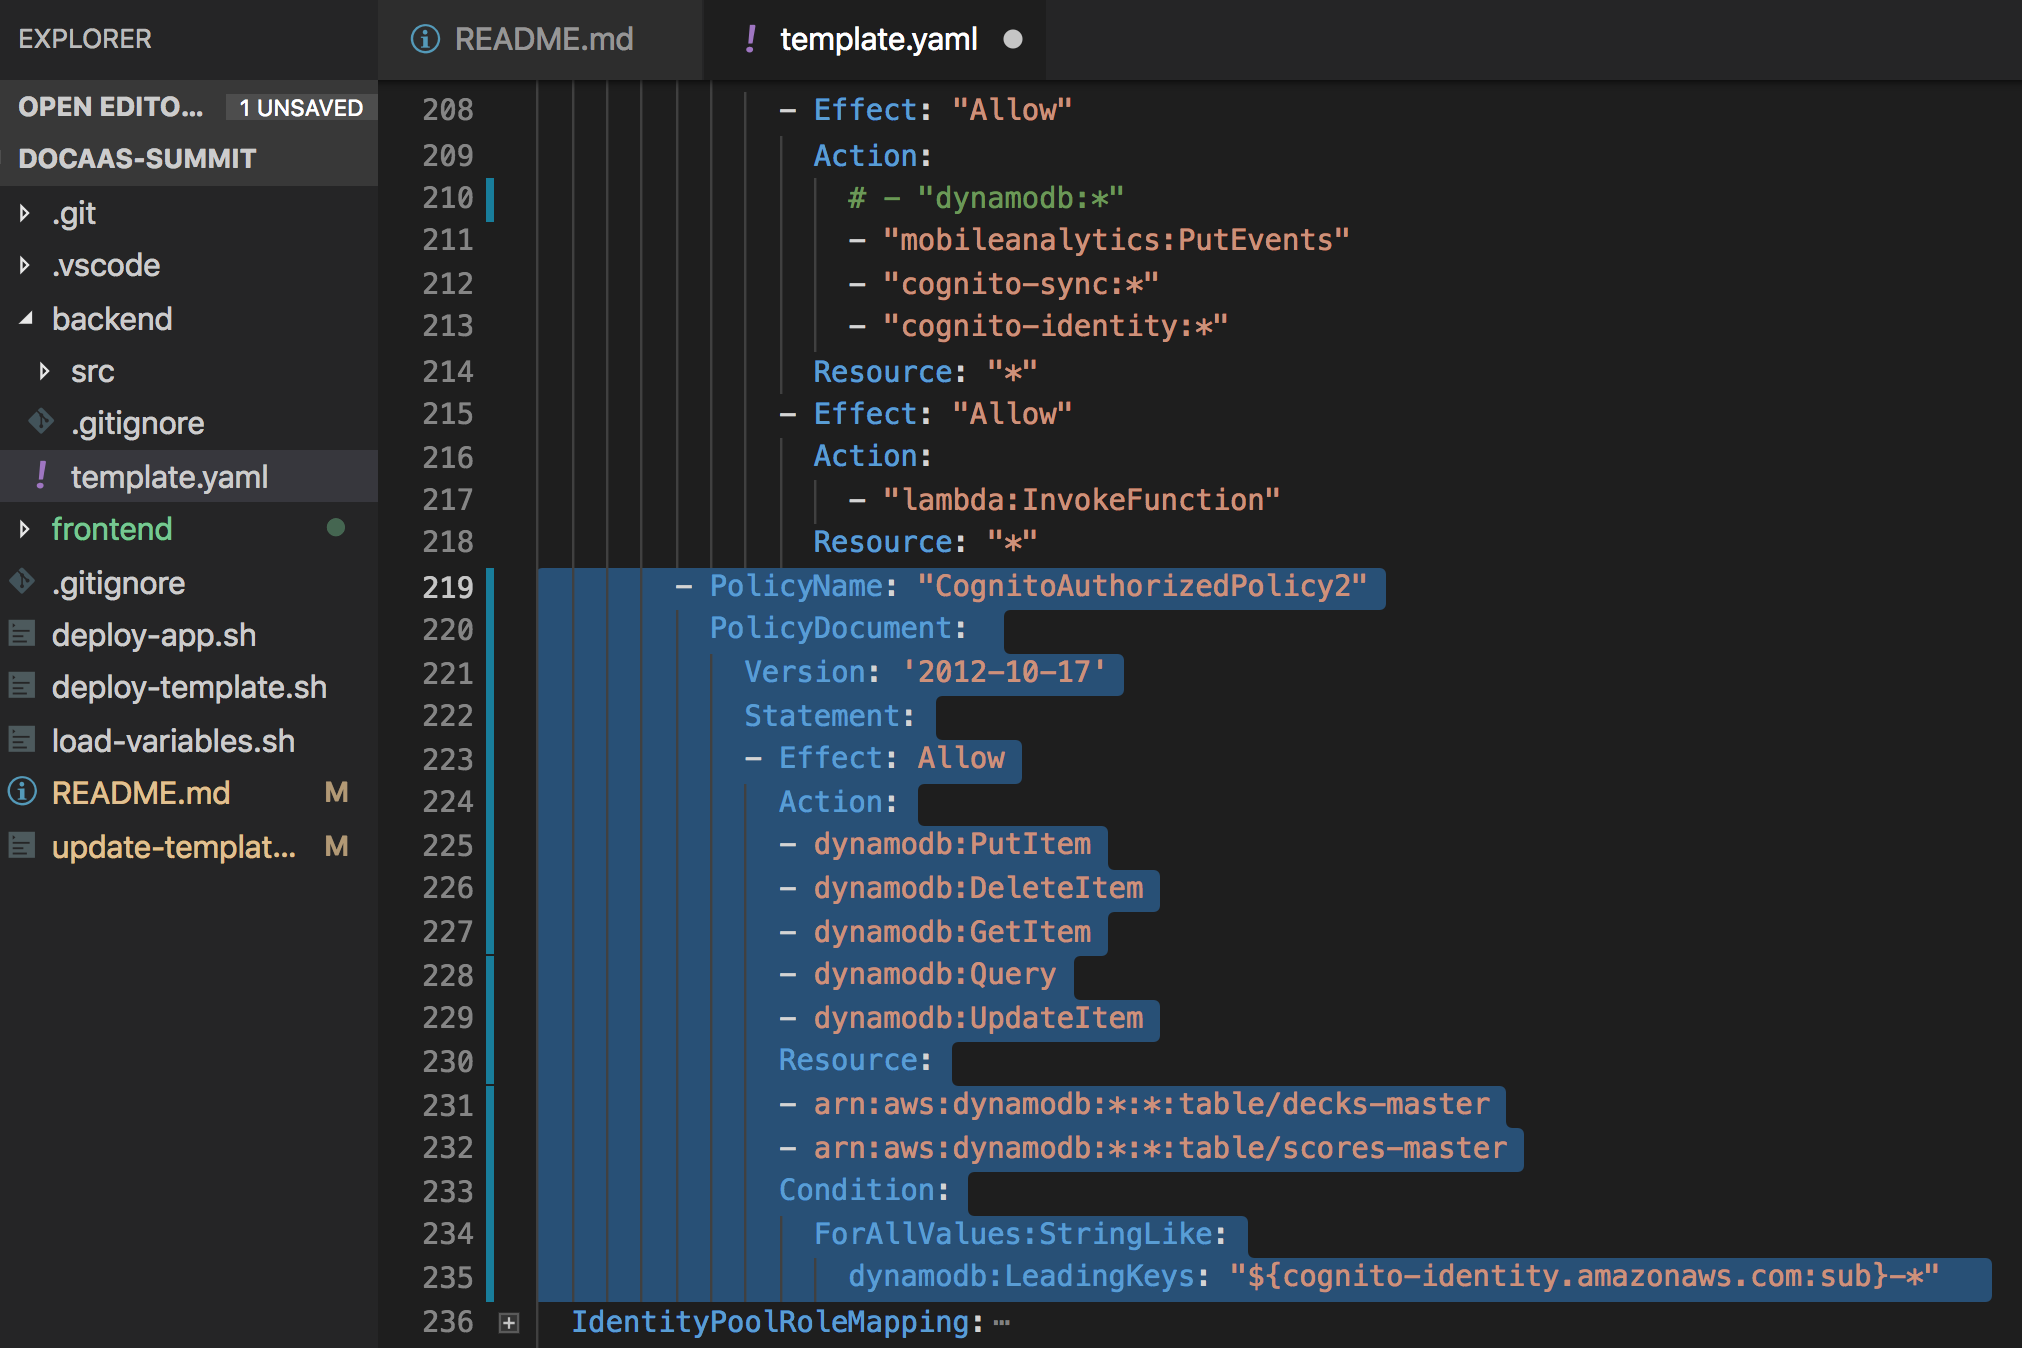 EXPLORER
OPEN EDITO... 1 UNSAVED
DOCAAS-SUMMIT
.git
.vscode
backend
src
.gitignore
template.yaml
frontend
.gitignore
deploy-app.sh
deploy-template.sh
load-variables.sh
README.md M
update-templat... M
README.md
template.yaml
208 - Effect: "Allow"
209 Action:
210 # - "dynamodb:*"
211 - "mobileanalytics:PutEvents"
212 - "cognito-sync:*"
213 - "cognito-identity:*"
214 Resource: "*"
215 - Effect: "Allow"
216 Action:
217 - "lambda:InvokeFunction"
218 Resource: "*"
219 - PolicyName: "CognitoAuthorizedPolicy2"
220 PolicyDocument:
221 Version: '2012-10-17'
222 Statement:
223 - Effect: Allow
224 Action:
225 - dynamodb:PutItem
226 - dynamodb:DeleteItem
227 - dynamodb:GetItem
228 - dynamodb:Query
229 - dynamodb:UpdateItem
230 Resource:
231 - arn:aws:dynamodb:*:*:table/decks-master
232 - arn:aws:dynamodb:*:*:table/scores-master
233 Condition:
234 ForAllValues:StringLike:
235 dynamodb:LeadingKeys: "${cognito-identity.amazonaws.com:sub}-*"
236 IdentityPoolRoleMapping: ⋯